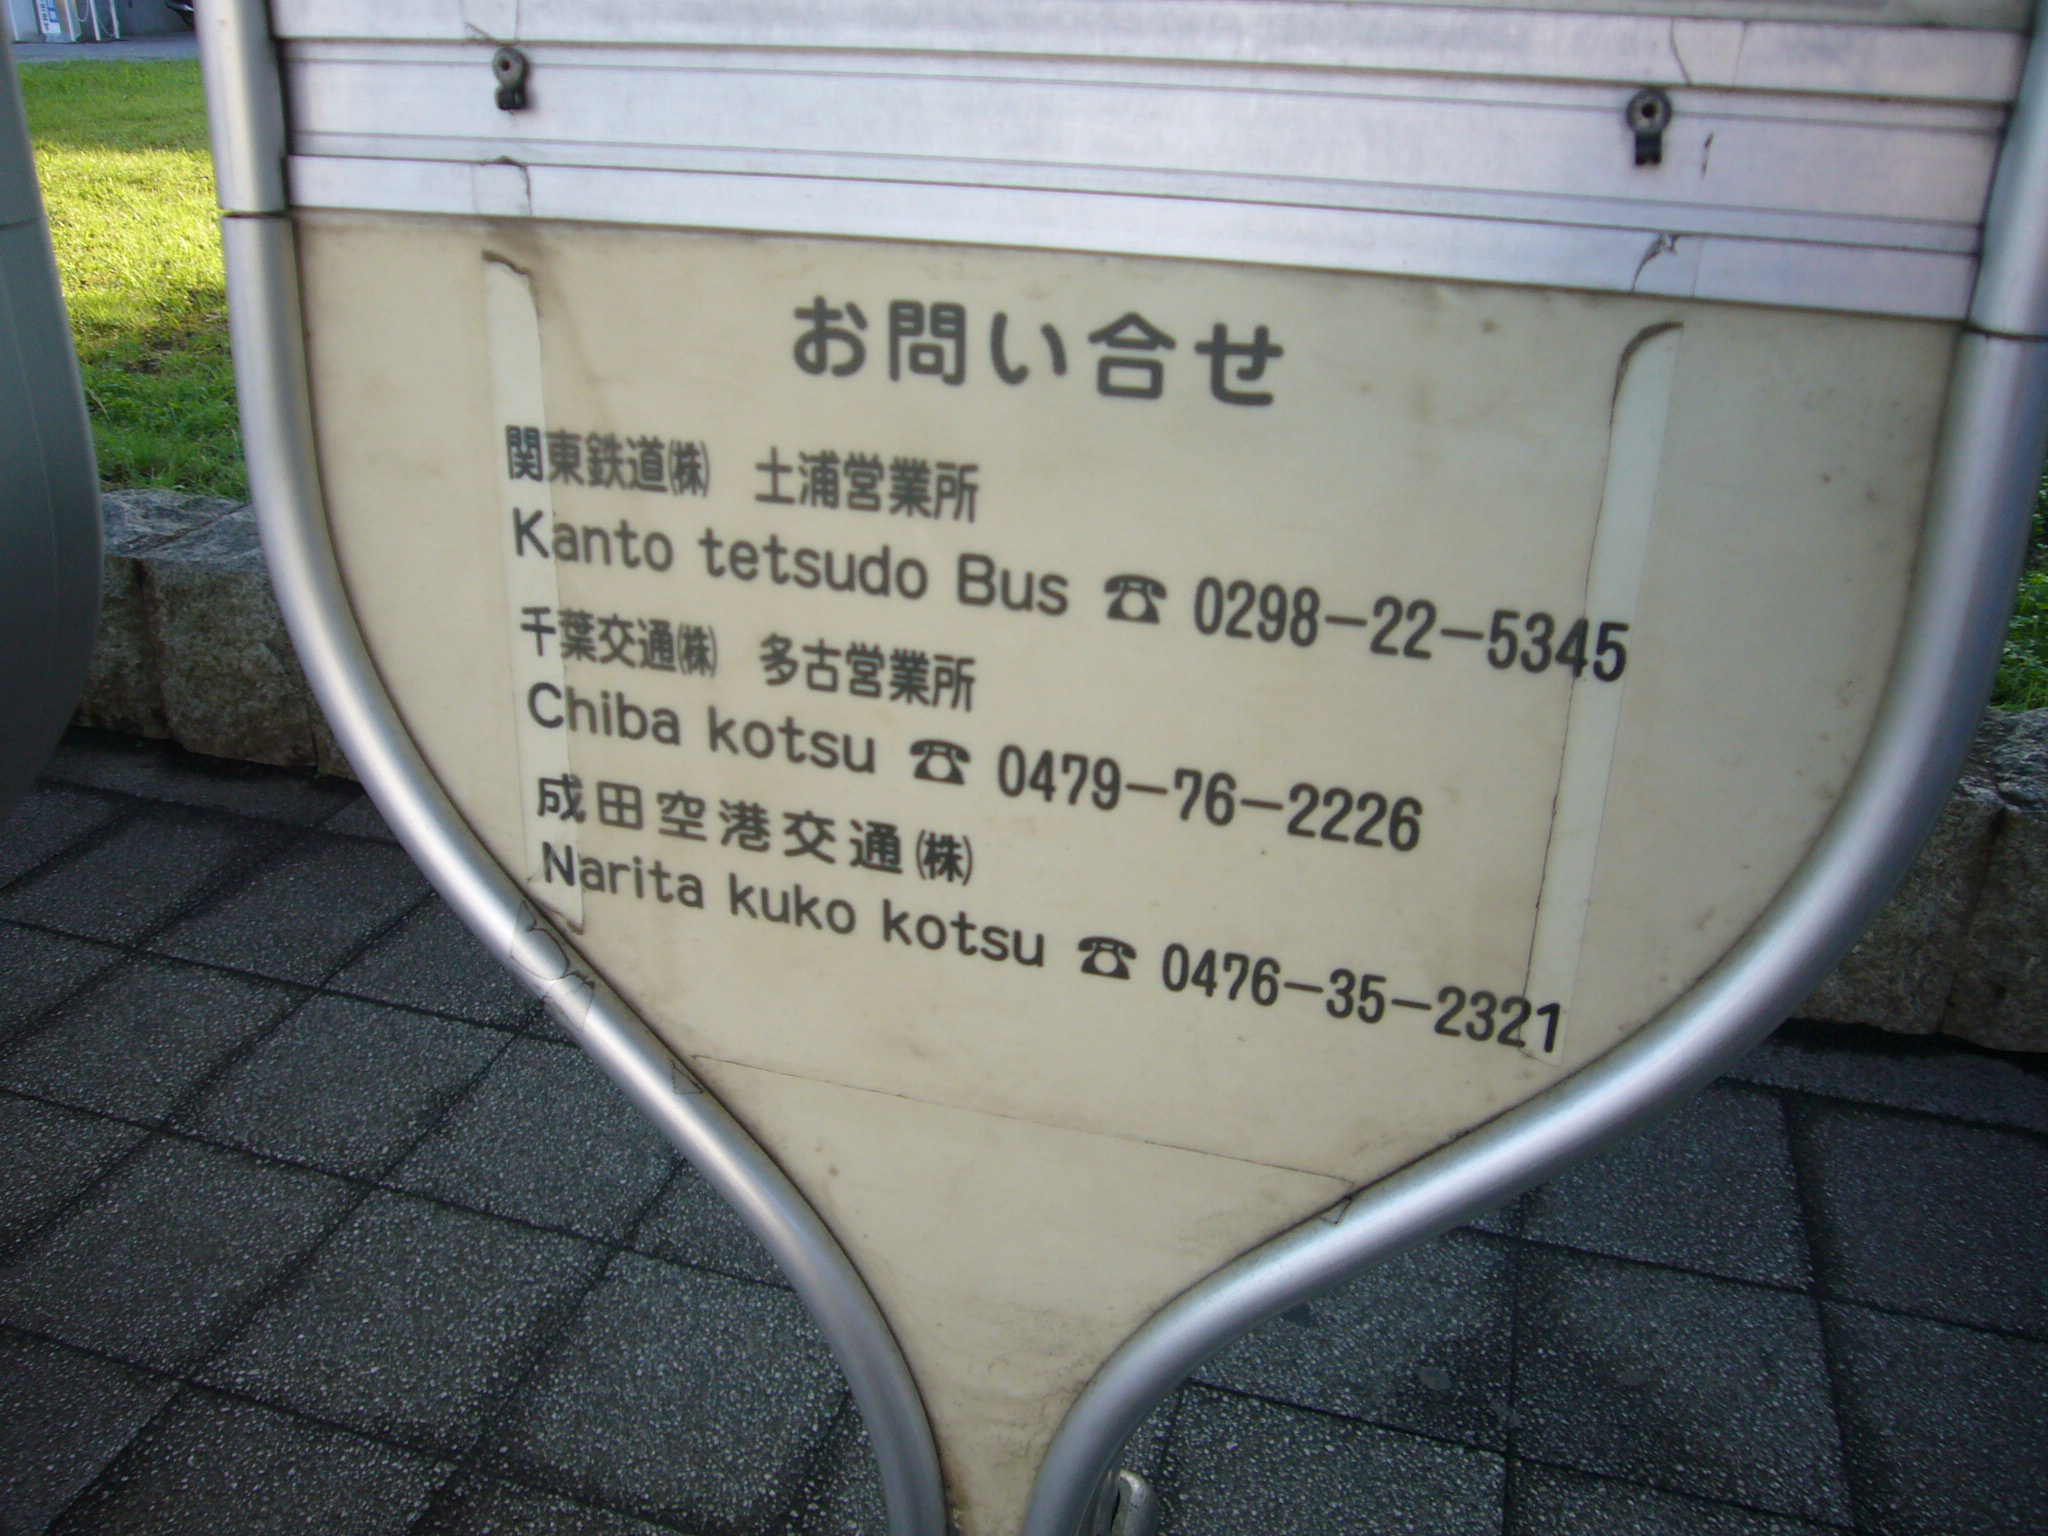 お問い合せ
関東鉄道㈱ 土浦営業所
Kanto tetsudo Bus ☎ 0298-22-5345
千葉交通㈱ 多古営業所
Chiba kotsu ☎ 0479-76-2226
成田空港交通㈱
Narita kuko kotsu ☎ 0476-35-2321